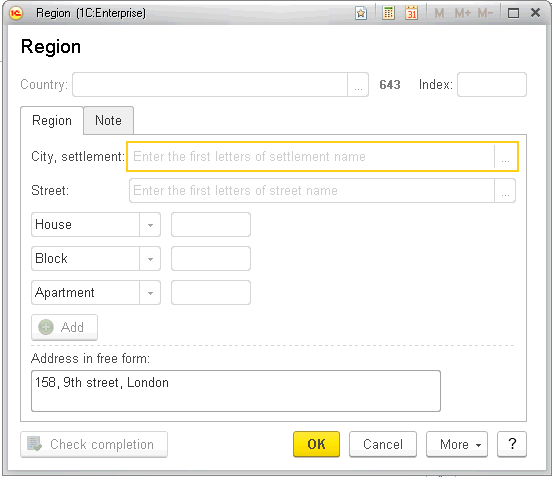 Region (1C:Enterprise)
M M+ M-
Region
Country: ... 643 Index:
Region Note
City, settlement: Enter the first letters of settlement name ...
Street: Enter the first letters of street name ...
House
Block
Apartment
Add
Address in free form:
158, 9th street, London
Check completion OK Cancel More ?